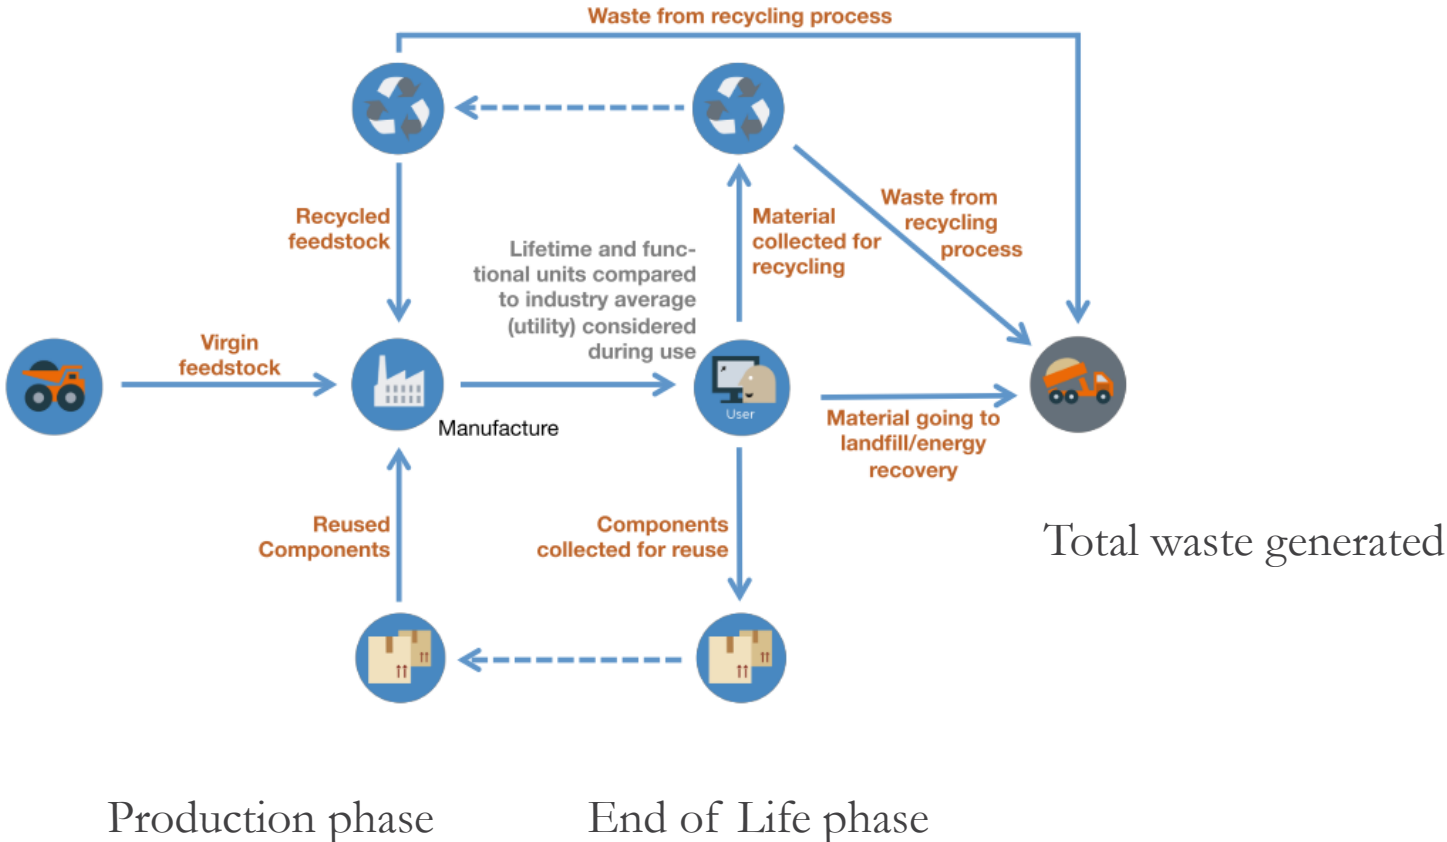 Waste from recycling process
Recycled
feedstock
Lifetime and func-
tional units compared
to industry average
(utility) considered
during use
Material
collected for
recycling
Waste from
recycling
process
Virgin
feedstock
Manufacture
User
Material going to
landfill/energy
recovery
Reused
Components
Components
collected for reuse
Total waste generated
Production phase
End of Life phase